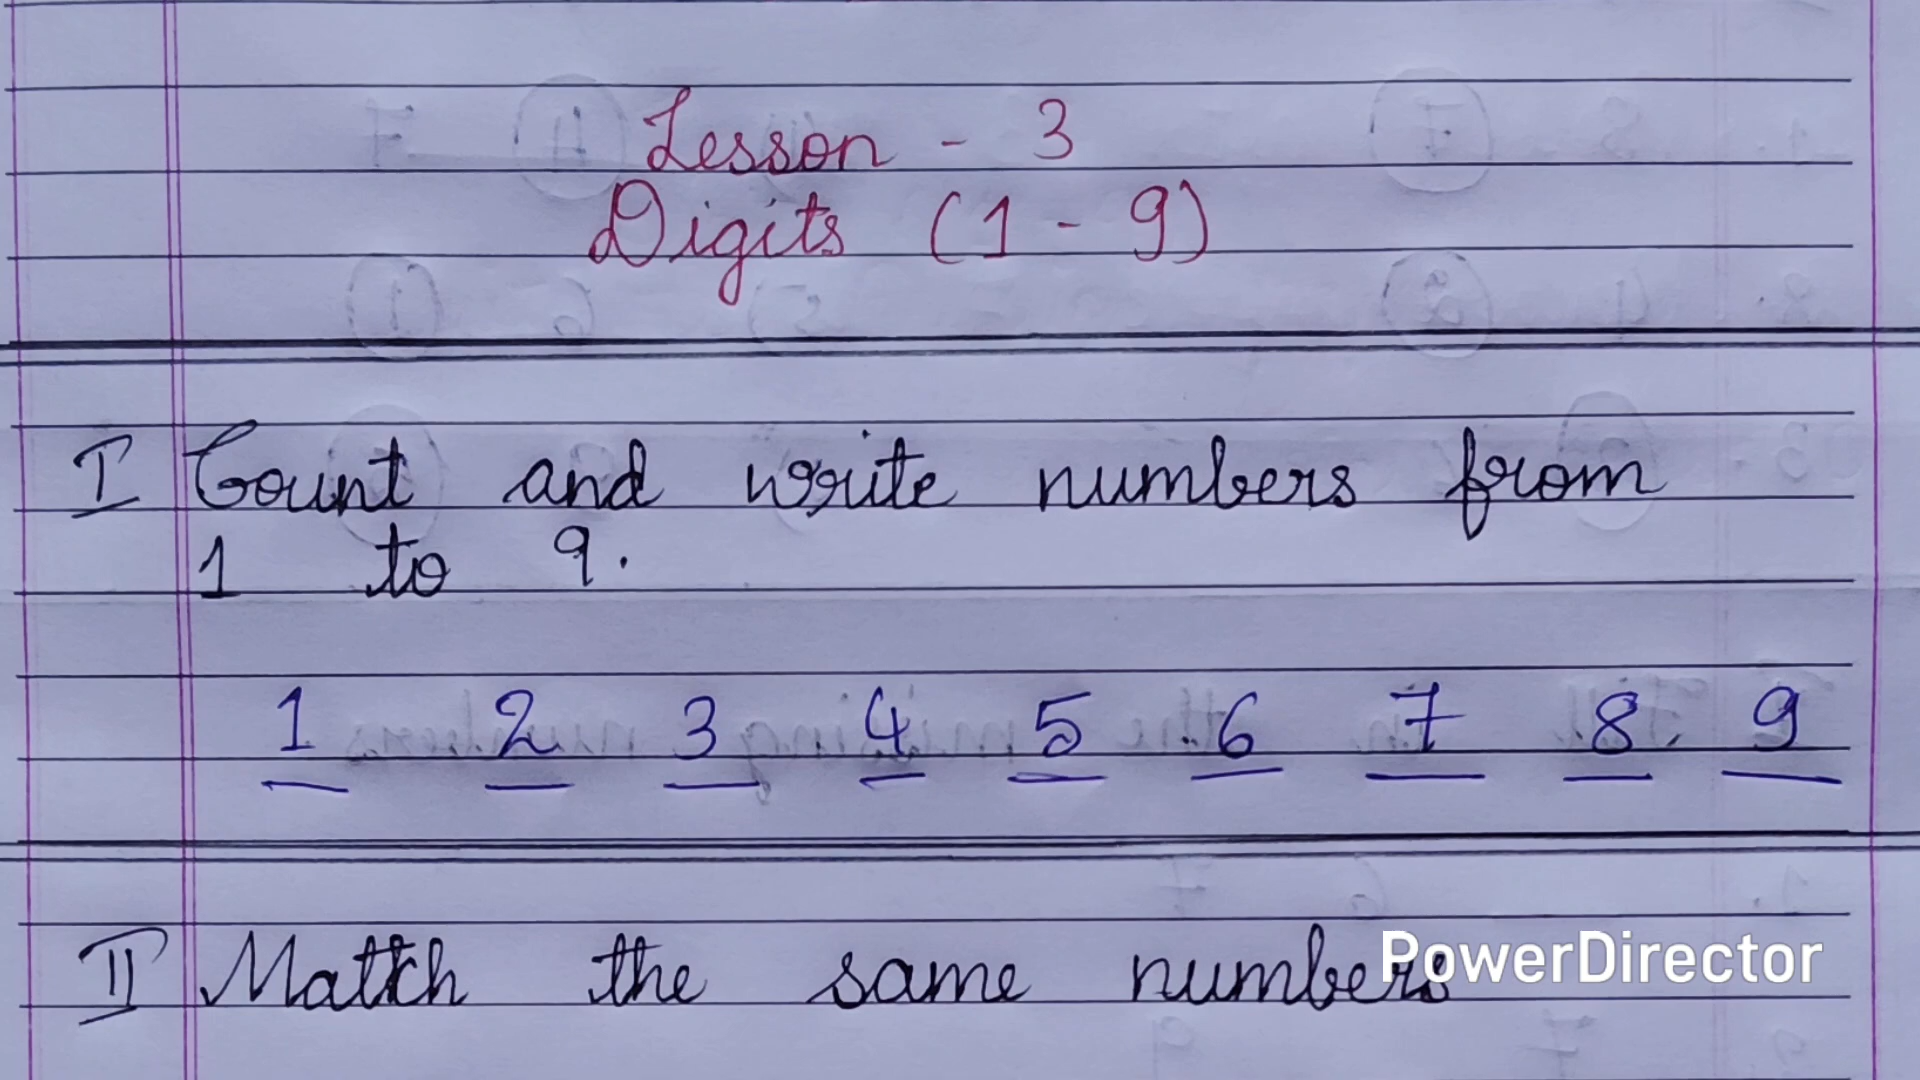 Lesson - 3
Digits (1 - 9)
I Count and write numbers from
1 to 9.
1 2 3 4 5 6 7 8 9
II Match the same numbers
PowerDirector